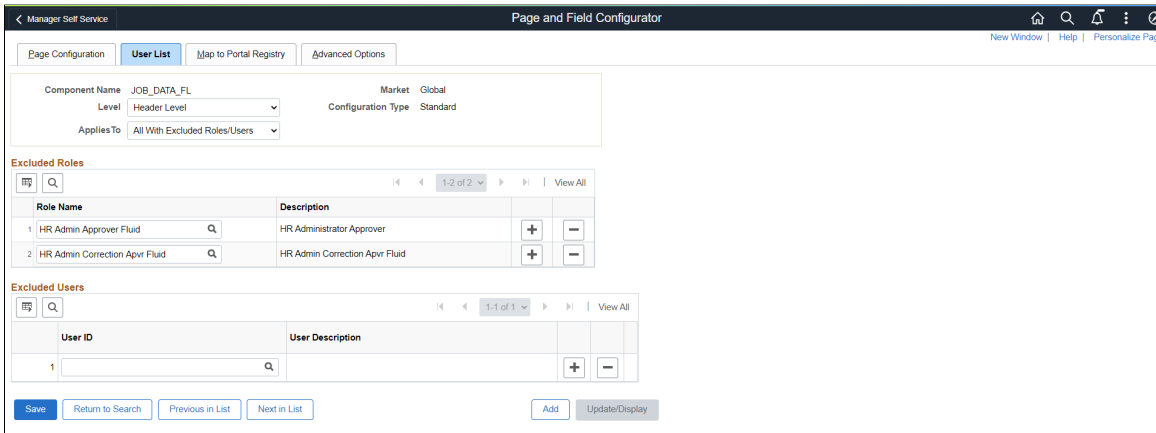 Manager Self Service Page and Field Configurator
New Window | Help |
Page Configuration User List Map to Portal Registry Advanced Options
Component Name JOB_DATA_FL Market Global
Level Header Level Configuration Type Standard
AppliesTo All With Excluded Roles/Users
Excluded Roles
1-2 of 2 | View All
Role Name Description
1 HR Admin Approver Fluid HR Administrator Approver
2 HR Admin Correction Apvr Fluid HR Admin Correction Apvr Fluid
Excluded Users
1-1 of 1 | View All
User ID User Description
1
Save Return to Search Previous in List Next in List Add Update/Display